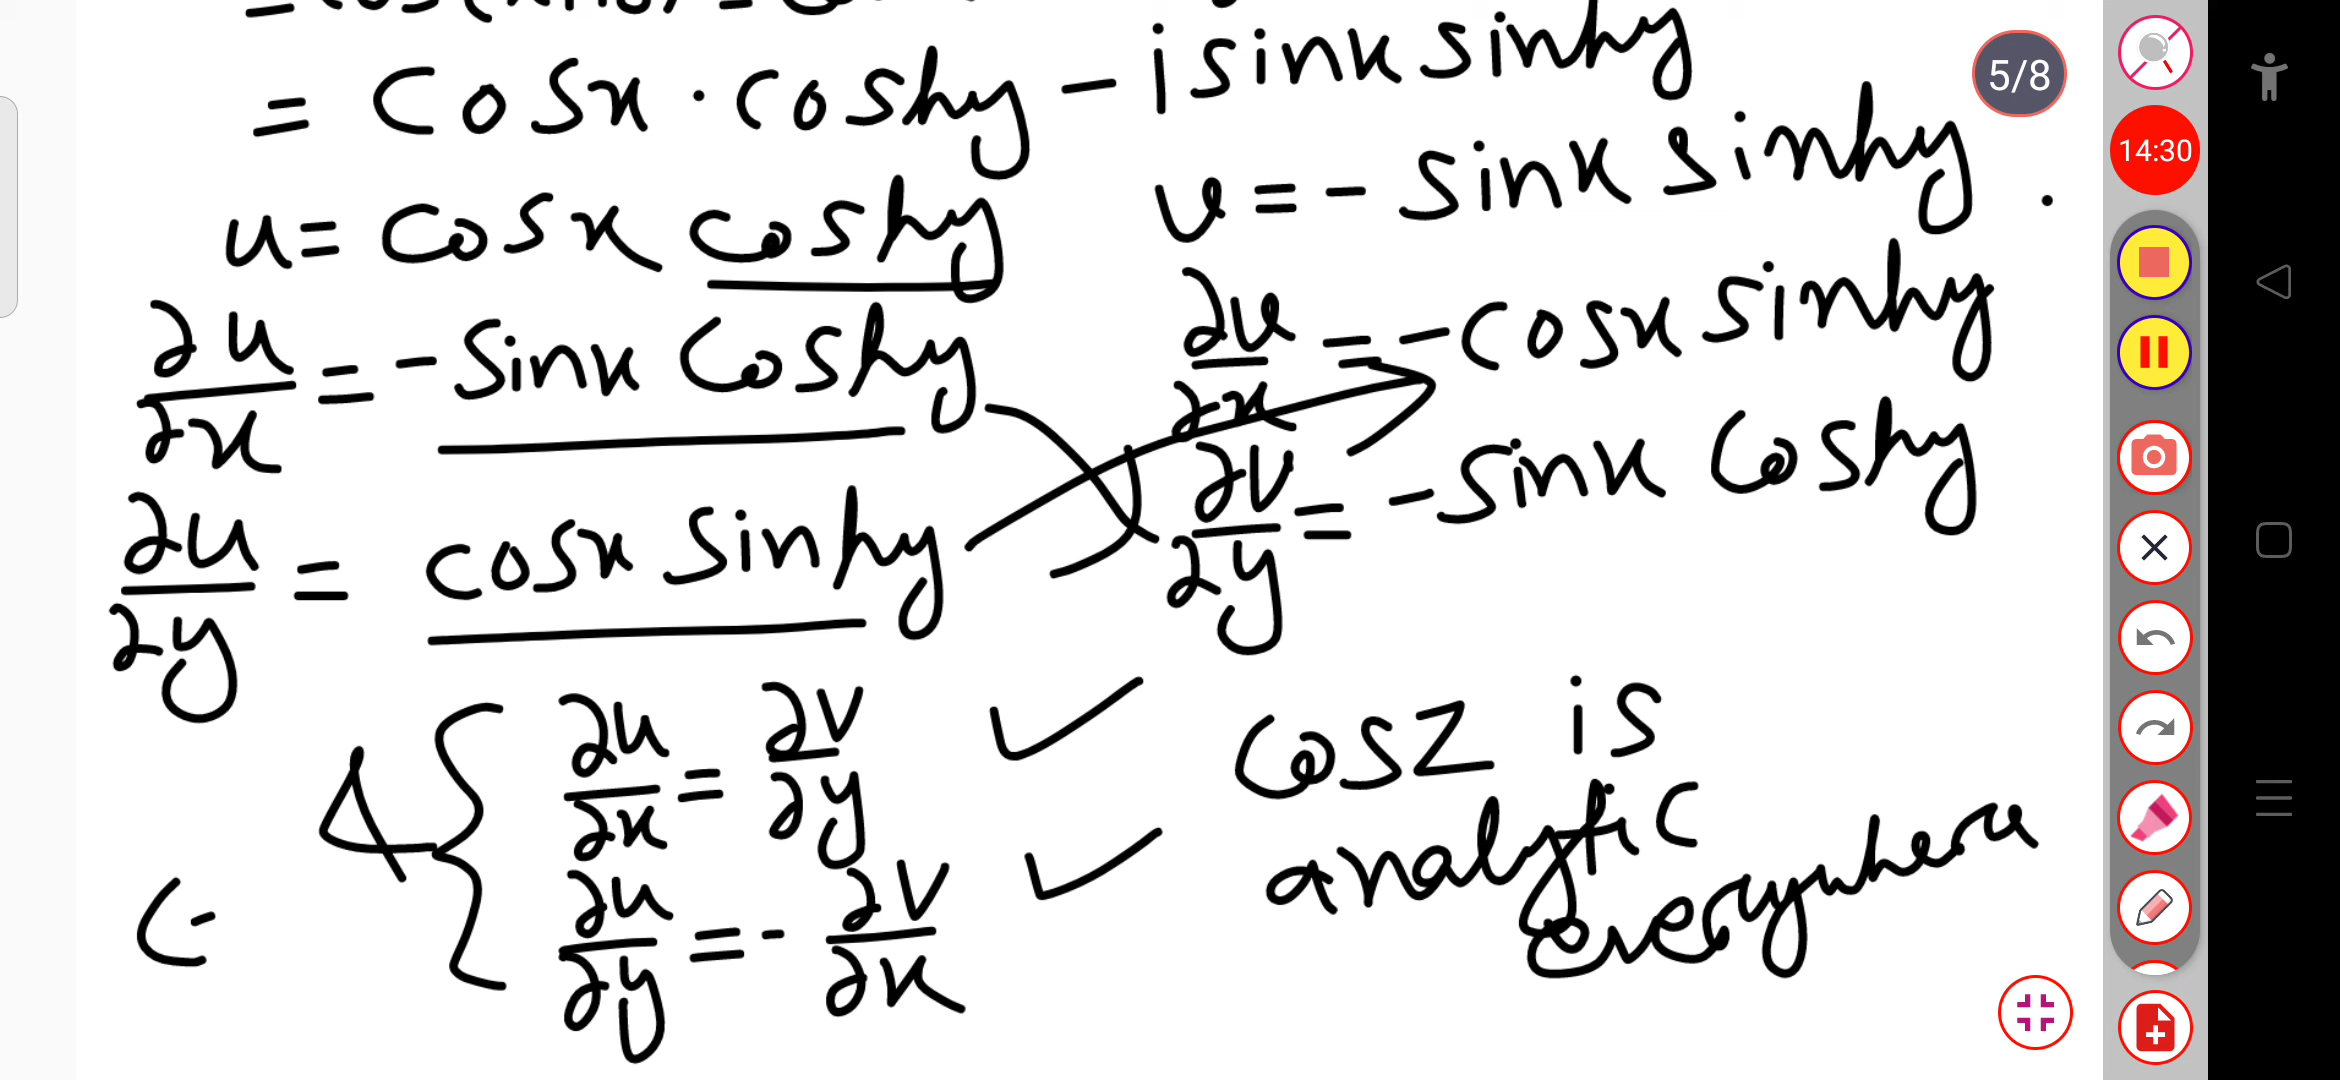 = cosx · coshy - i sinx sinhy
5/8
14:30
u = cosx coshy
v = - sinx sinhy .
∂u/∂x = - sinx coshy
∂v/∂x = - cosx sinhy
∂u/∂y = cosx sinhy
∂v/∂y = - sinx coshy
∂u/∂x = ∂v/∂y ✓
∂u/∂y = - ∂v/∂x ✓
cosz is
analytic
everywhere